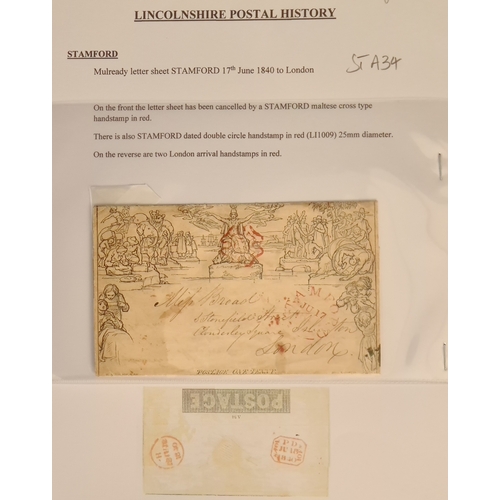 LINCOLNSHIRE POSTAL HISTORY
STAMFORD
Mulready letter sheet STAMFORD 17th June 1840 to London
ST A34
On the front the letter sheet has been cancelled by a STAMFORD maltese cross type
handstamp in red.
There is also STAMFORD dated double circle handstamp in red (LI1009) 25mm diameter.
On the reverse are two London arrival handstamps in red.
Miss Broad
Square
London
POSTAGE ONE PENNY
POSTAGE